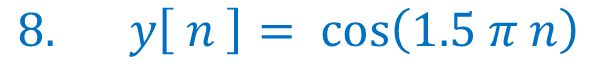 8. y[ n ] = cos(1.5 π n)